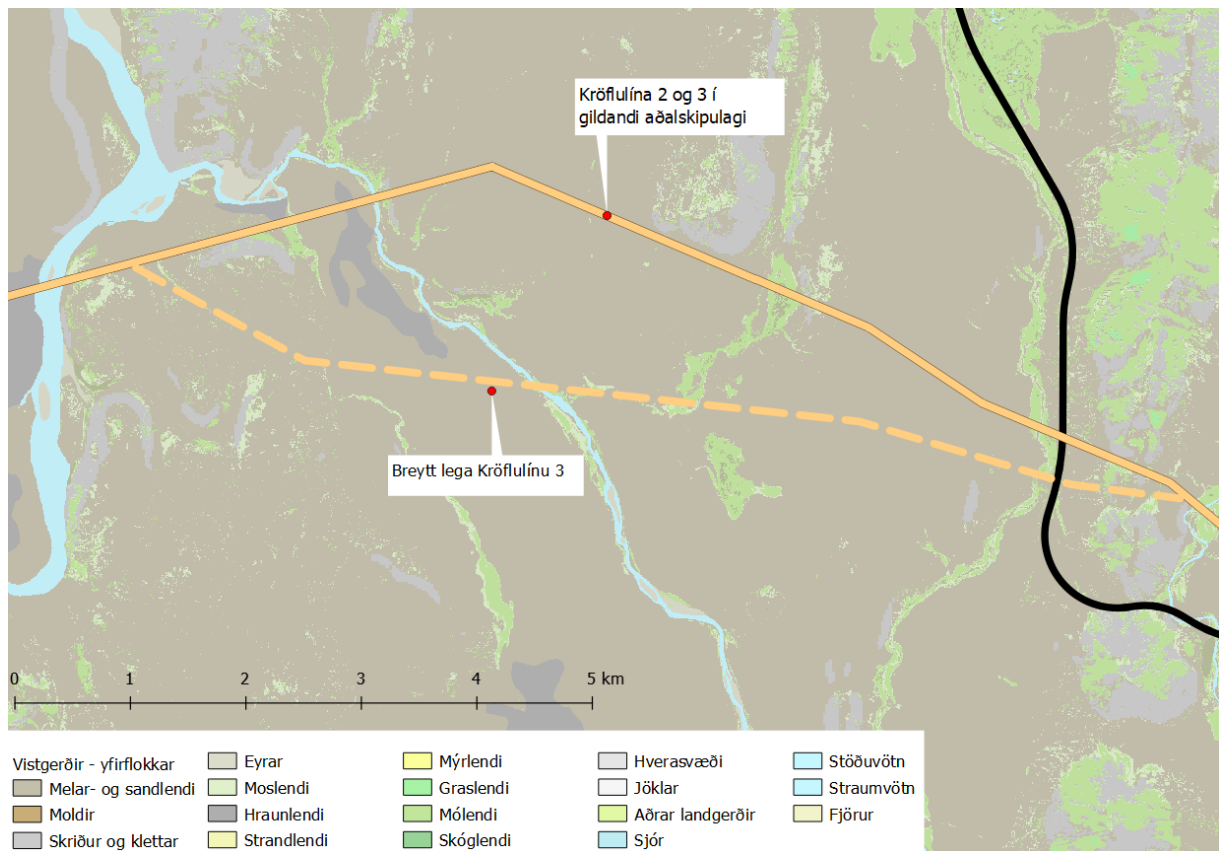 Kröflulína 2 og 3 í
gildandi aðalskipulagi
Breytt lega Kröflulínu 3
0 1 2 3 4 5 km
Vistgerðir - yfirflokkar
Melar- og sandlendi
Moldir
Skriður og klettar
Eyrar
Moslendi
Hraunlendi
Strandlendi
Mýrlendi
Graslendi
Mólendi
Skóglendi
Hverasvæði
Jöklar
Aðrar landgerðir
Sjór
Stöðuvötn
Straumvötn
Fjörur